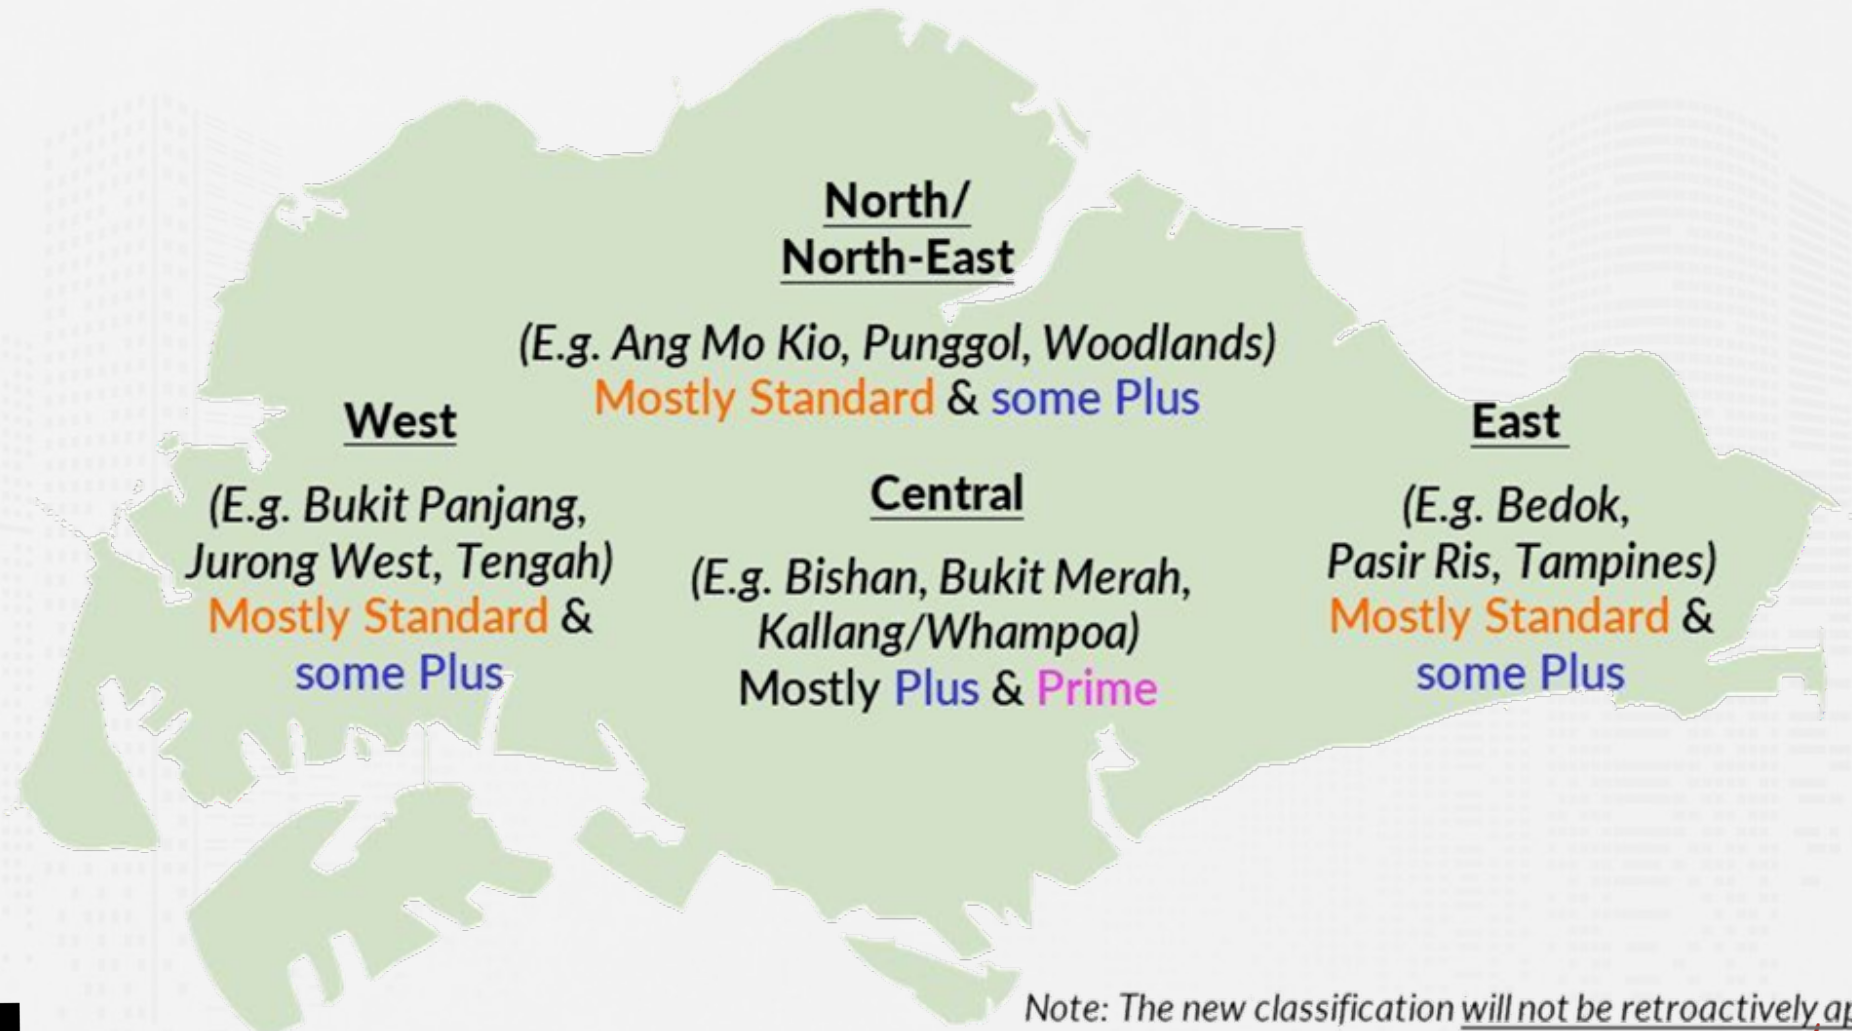 North/
North-East
(E.g. Ang Mo Kio, Punggol, Woodlands)
Mostly Standard & some Plus
West
(E.g. Bukit Panjang,
Jurong West, Tengah)
Mostly Standard &
some Plus
Central
(E.g. Bishan, Bukit Merah,
Kallang/Whampoa)
Mostly Plus & Prime
East
(E.g. Bedok,
Pasir Ris, Tampines)
Mostly Standard &
some Plus
Note: The new classification will not be retroactively